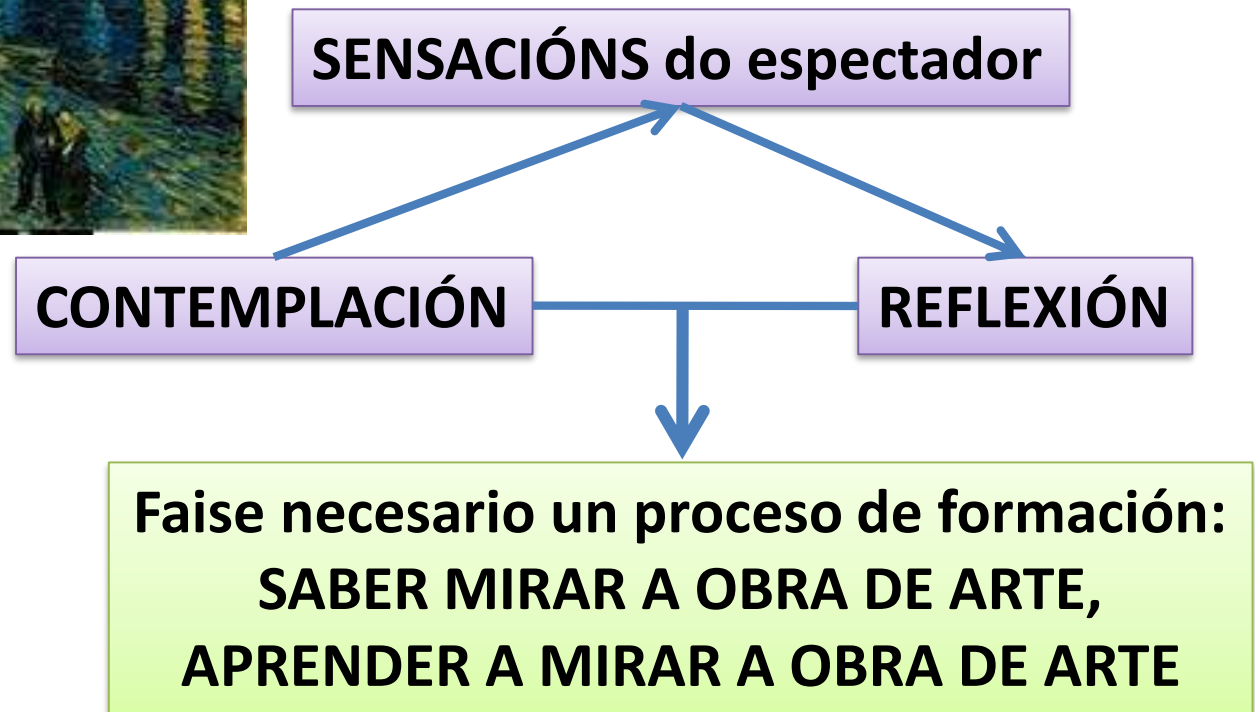 SENSACIÓNS do espectador
CONTEMPLACIÓN
REFLEXIÓN
Faise necesario un proceso de formación:
SABER MIRAR A OBRA DE ARTE,
APRENDER A MIRAR A OBRA DE ARTE